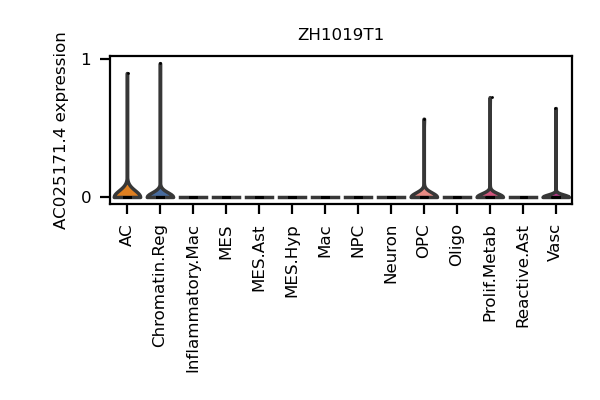 ZH1019T1
AC025171.4 expression
1
0
AC
Chromatin.Reg
Inflammatory.Mac
MES
MES.Ast
MES.Hyp
Mac
NPC
Neuron
OPC
Oligo
Prolif.Metab
Reactive.Ast
Vasc